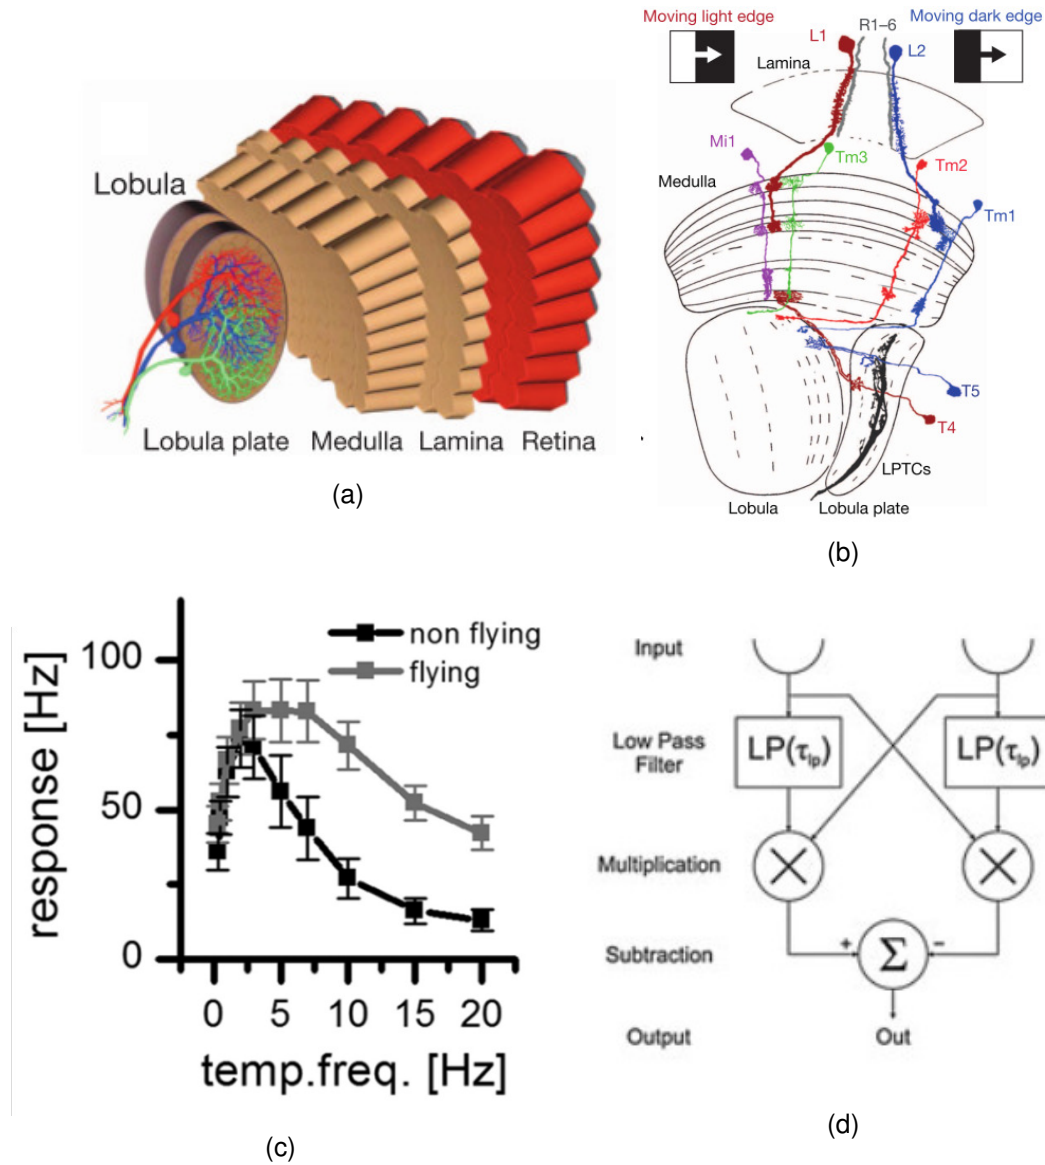 Lobula
Lobula plate Medulla Lamina Retina
(a)
Moving light edge
R1–6
Moving dark edge
L1
L2
Lamina
Mi1
Tm3
Tm2
Medulla
Tm1
T5
T4
LPTCs
Lobula
Lobula plate
(b)
non flying
flying
100
50
0
response [Hz]
0 5 10 15 20
temp.freq. [Hz]
(c)
Input
Low Pass
Filter
LP(τlp)
LP(τlp)
Multiplication
Subtraction
+ Σ −
Output
Out
(d)